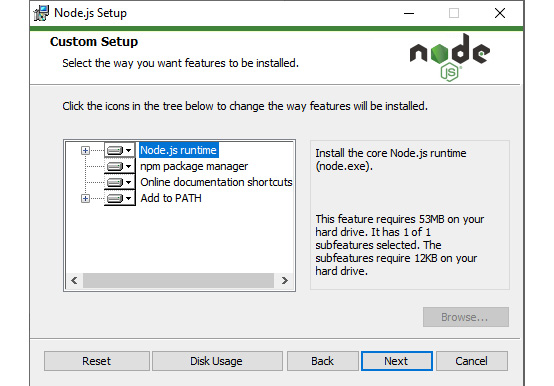 Node.js Setup
Custom Setup
Select the way you want features to be installed.
node
JS
Click the icons in the tree below to change the way features will be installed.
Node.js runtime
npm package manager
Online documentation shortcuts
Add to PATH
Install the core Node.js runtime
(node.exe).
This feature requires 53MB on your
hard drive. It has 1 of 1
subfeatures selected. The
subfeatures require 12KB on your
hard drive.
Browse...
Reset
Disk Usage
Back
Next
Cancel